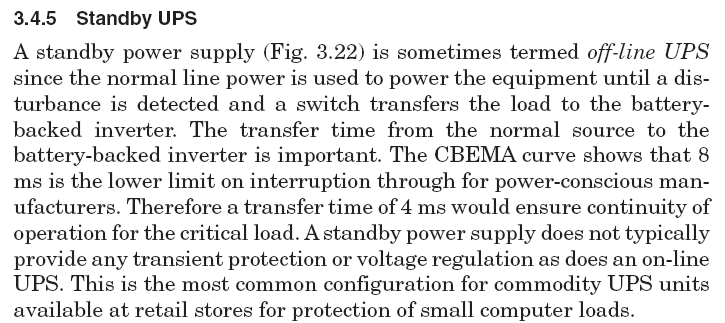 3.4.5 Standby UPS
A standby power supply (Fig. 3.22) is sometimes termed off-line UPS
since the normal line power is used to power the equipment until a dis-
turbance is detected and a switch transfers the load to the battery-
backed inverter. The transfer time from the normal source to the
battery-backed inverter is important. The CBEMA curve shows that 8
ms is the lower limit on interruption through for power-conscious man-
ufacturers. Therefore a transfer time of 4 ms would ensure continuity of
operation for the critical load. A standby power supply does not typically
provide any transient protection or voltage regulation as does an on-line
UPS. This is the most common configuration for commodity UPS units
available at retail stores for protection of small computer loads.